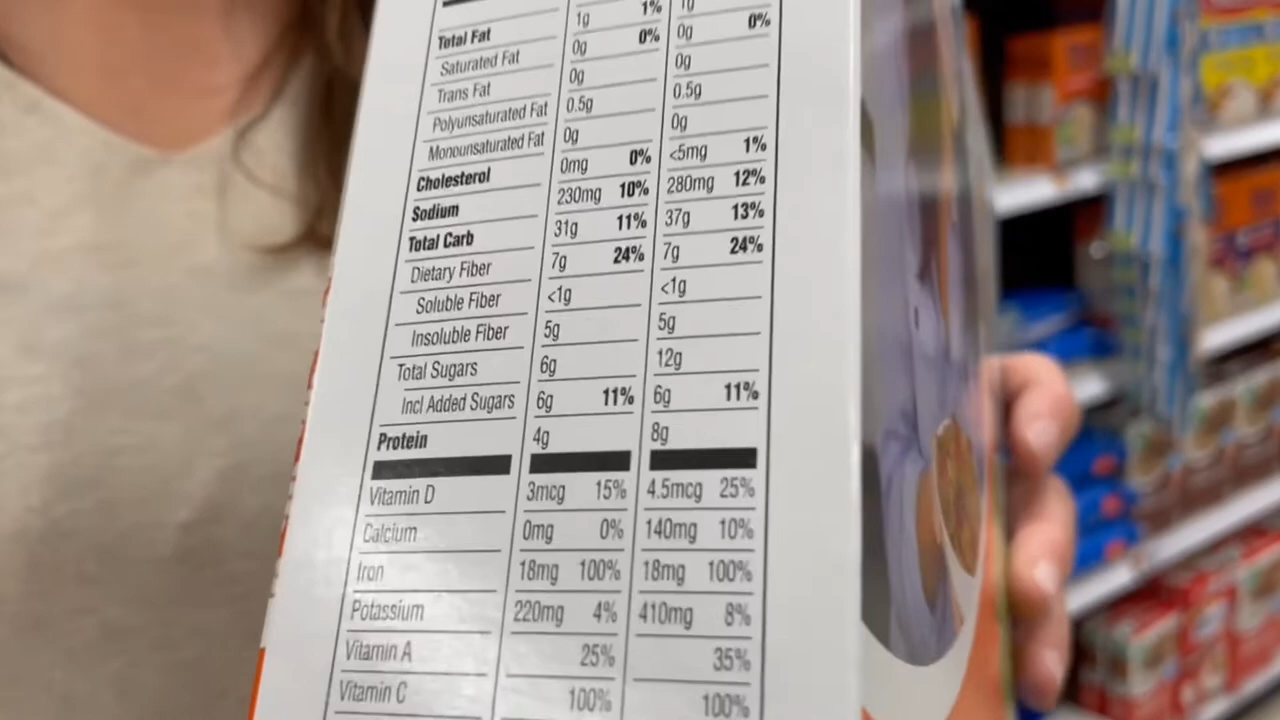 Total Fat 1g 1% 1g
Saturated Fat 0g 0% 0g 0%
Trans Fat 0g 0g
Polyunsaturated Fat 0.5g 0.5g
Monounsaturated Fat 0g 0g
Cholesterol 0mg 0% <5mg 1%
Sodium 230mg 10% 280mg 12%
Total Carb 31g 11% 37g 13%
Dietary Fiber 7g 24% 7g 24%
Soluble Fiber <1g <1g
Insoluble Fiber 5g 5g
Total Sugars 6g 12g
Incl Added Sugars 6g 11% 6g 11%
Protein 4g 8g
Vitamin D 3mcg 15% 4.5mcg 25%
Calcium 0mg 0% 140mg 10%
Iron 18mg 100% 18mg 100%
Potassium 220mg 4% 410mg 8%
Vitamin A 25% 35%
Vitamin C 100% 100%